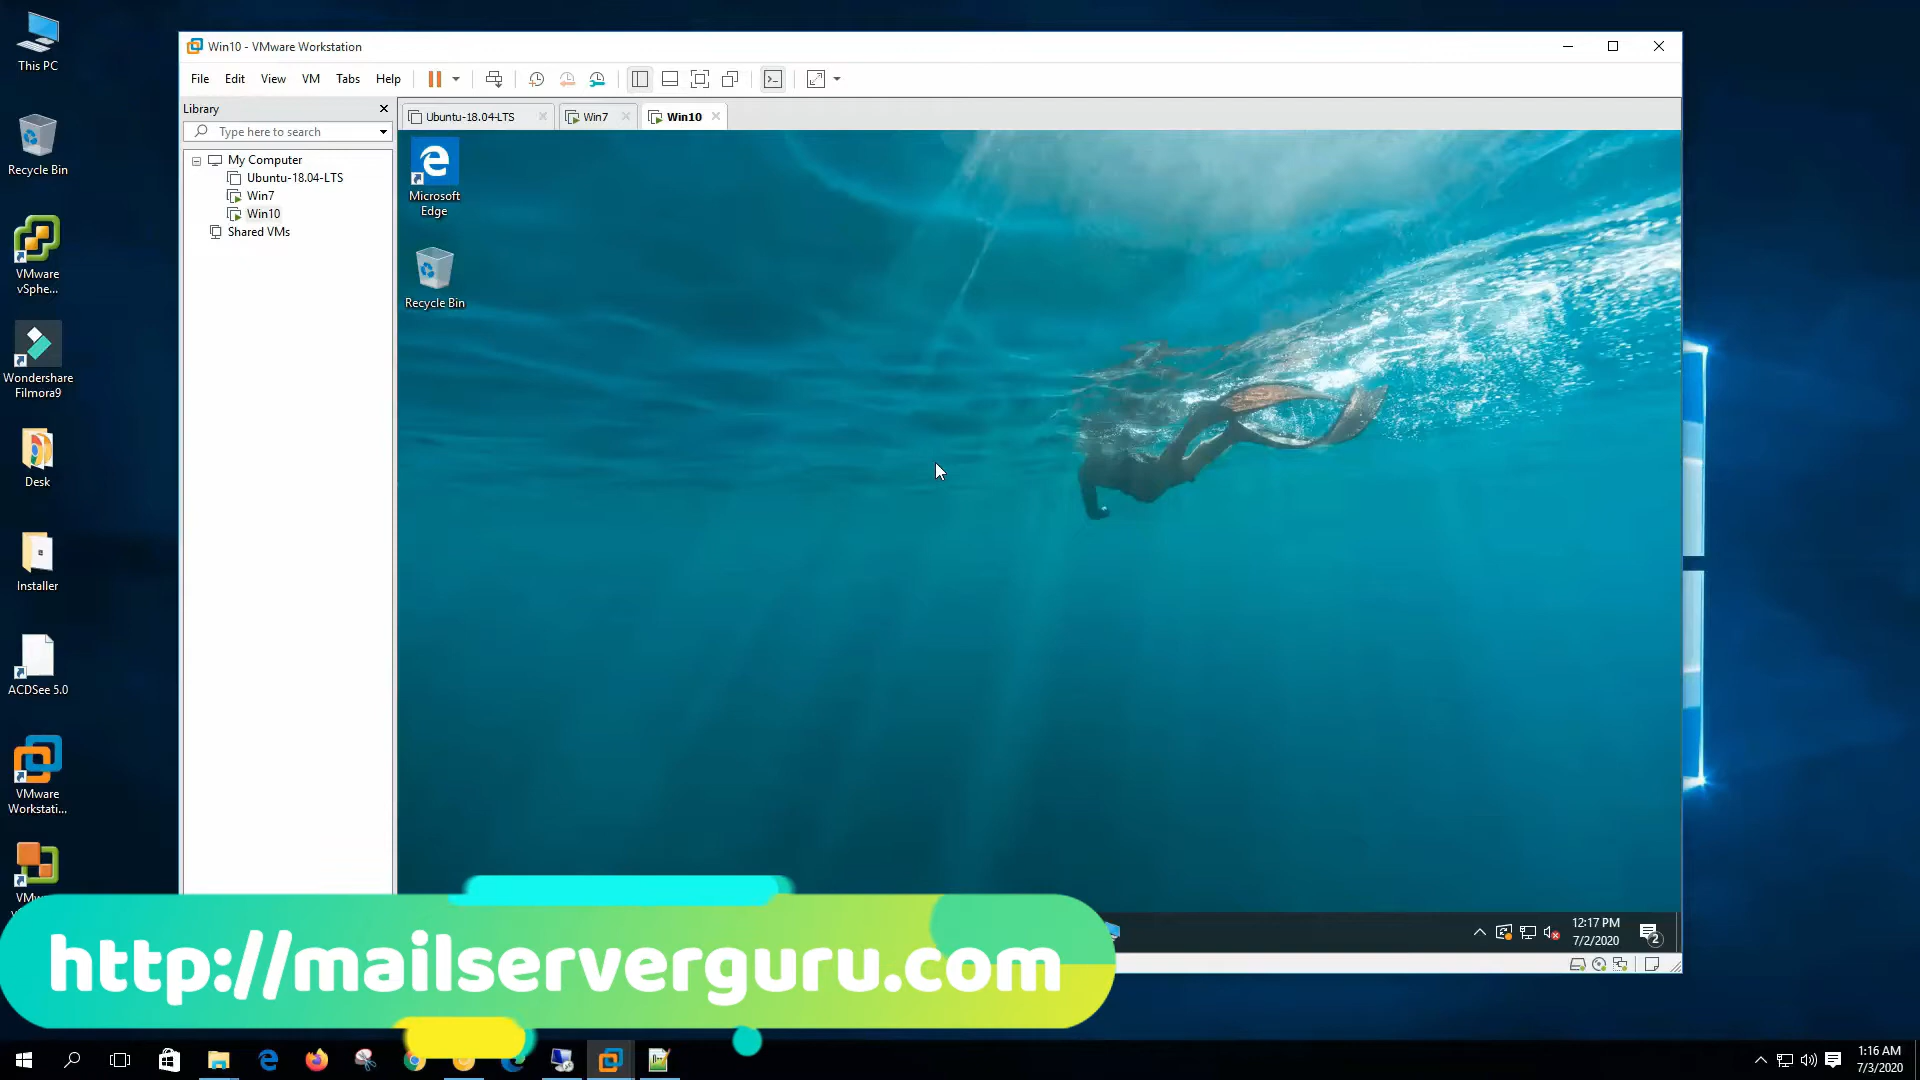 This PC
Recycle Bin
VMware
vSphe...
Wondershare
Filmora9
Desk
Installer
ACDSee 5.0
VMware
Workstati...
Win10 - VMware Workstation
File Edit View VM Tabs Help
Library
Type here to search
My Computer
Ubuntu-18.04-LTS
Win7
Win10
Shared VMs
Ubuntu-18.04-LTS Win7 Win10
Microsoft
Edge
Recycle Bin
12:17 PM
7/2/2020
2
http://mailserverguru.com
1:16 AM
7/3/2020